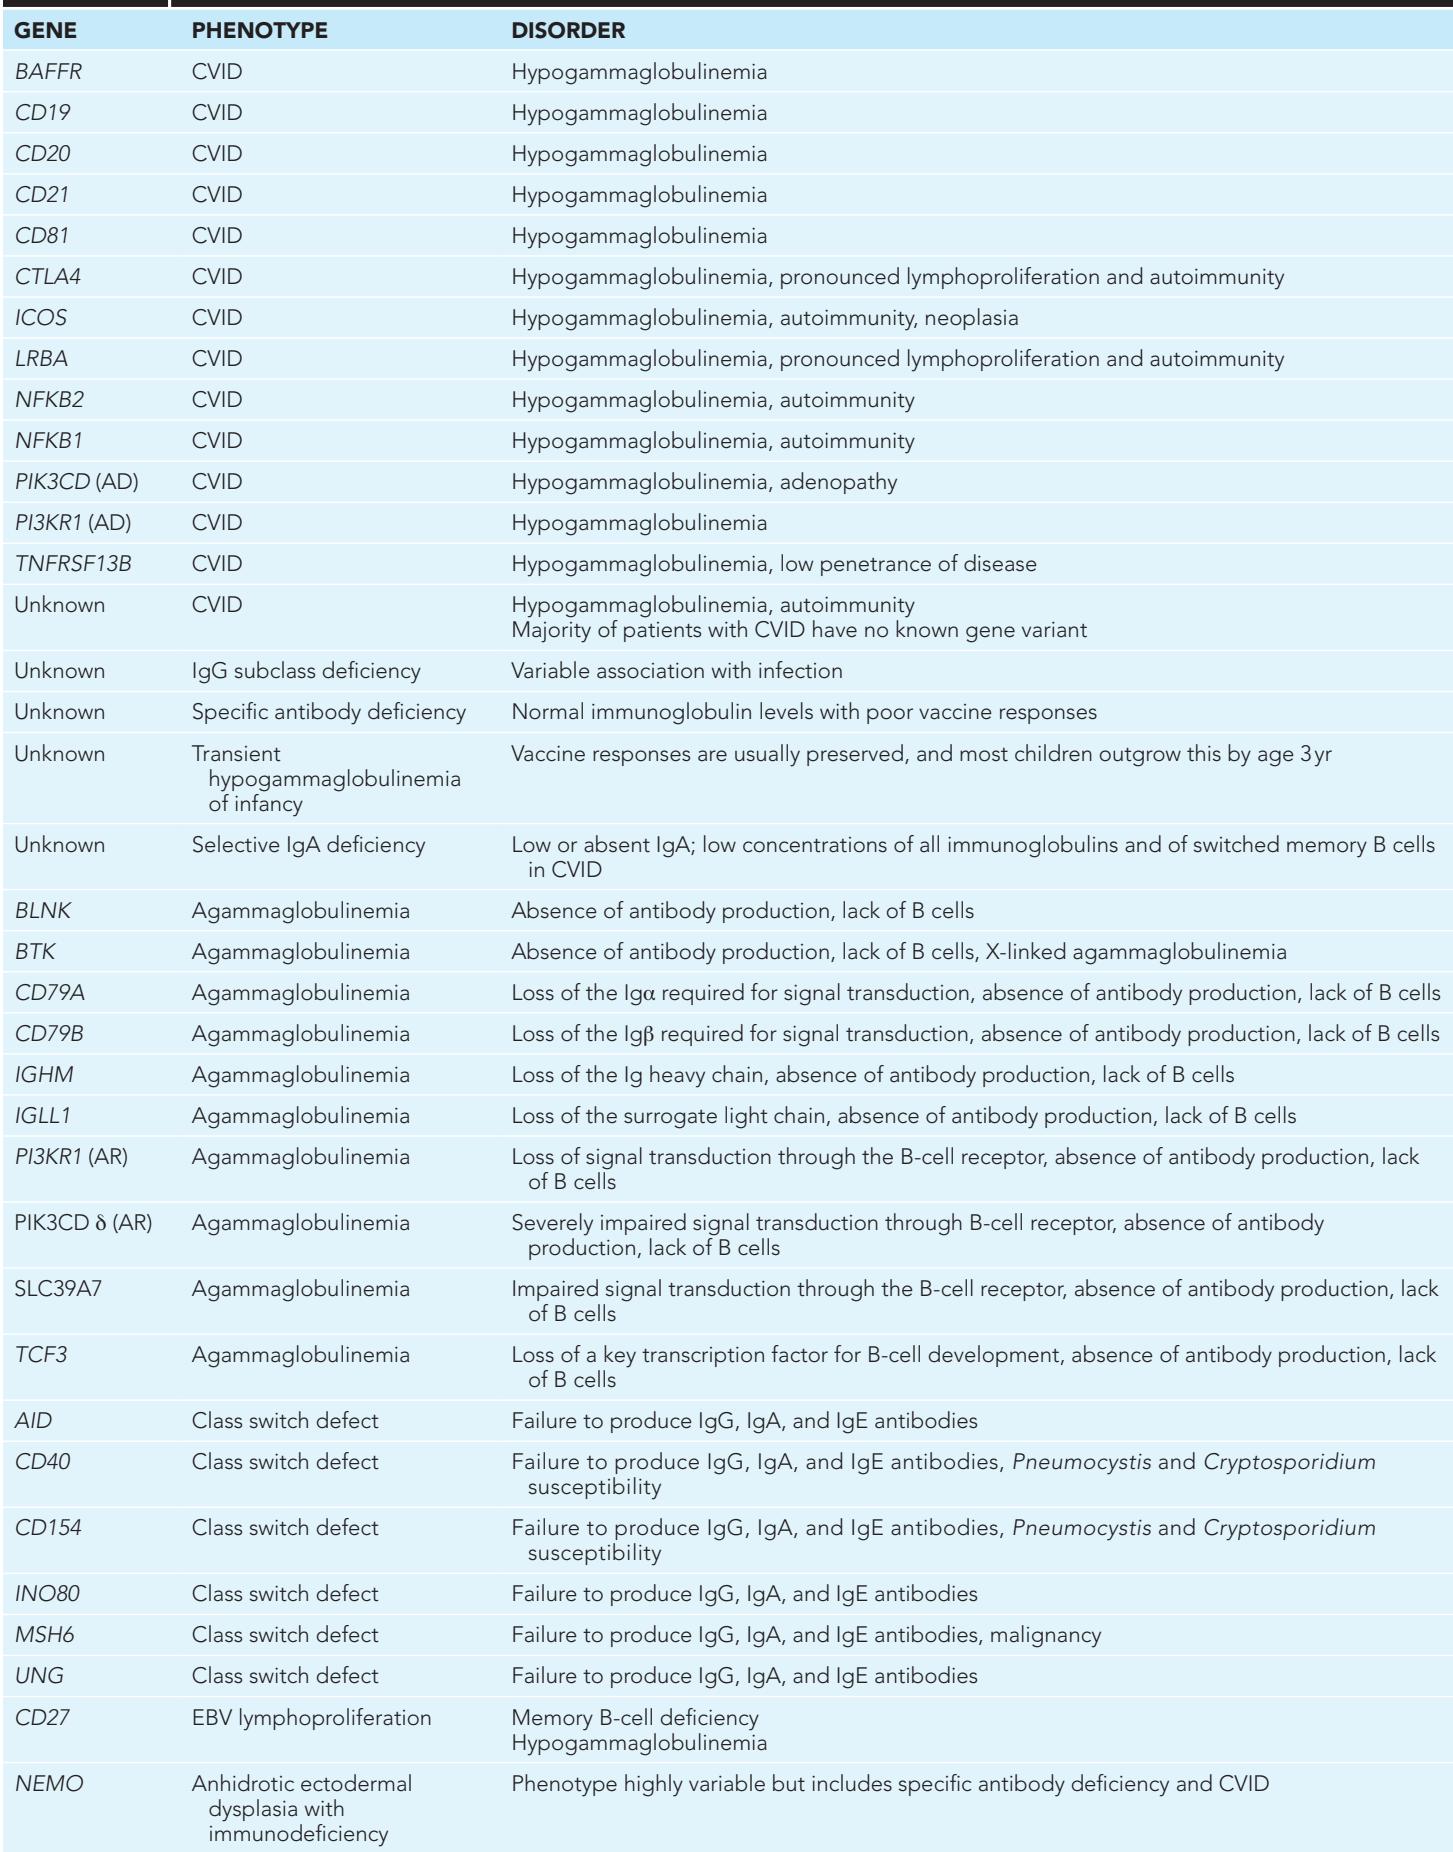 GENE PHENOTYPE DISORDER
BAFFR CVID Hypogammaglobulinemia
CD19 CVID Hypogammaglobulinemia
CD20 CVID Hypogammaglobulinemia
CD21 CVID Hypogammaglobulinemia
CD81 CVID Hypogammaglobulinemia
CTLA4 CVID Hypogammaglobulinemia, pronounced lymphoproliferation and autoimmunity
ICOS CVID Hypogammaglobulinemia, autoimmunity, neoplasia
LRBA CVID Hypogammaglobulinemia, pronounced lymphoproliferation and autoimmunity
NFKB2 CVID Hypogammaglobulinemia, autoimmunity
NFKB1 CVID Hypogammaglobulinemia, autoimmunity
PIK3CD (AD) CVID Hypogammaglobulinemia, adenopathy
PI3KR1 (AD) CVID Hypogammaglobulinemia
TNFRSF13B CVID Hypogammaglobulinemia, low penetrance of disease
Unknown CVID Hypogammaglobulinemia, autoimmunity
Majority of patients with CVID have no known gene variant
Unknown IgG subclass deficiency Variable association with infection
Unknown Specific antibody deficiency Normal immunoglobulin levels with poor vaccine responses
Unknown Transient Vaccine responses are usually preserved, and most children outgrow this by age 3 yr
hypogammaglobulinemia
of infancy
Unknown Selective IgA deficiency Low or absent IgA; low concentrations of all immunoglobulins and of switched memory B cells
in CVID
BLNK Agammaglobulinemia Absence of antibody production, lack of B cells
BTK Agammaglobulinemia Absence of antibody production, lack of B cells, X-linked agammaglobulinemia
CD79A Agammaglobulinemia Loss of the Igα required for signal transduction, absence of antibody production, lack of B cells
CD79B Agammaglobulinemia Loss of the Igβ required for signal transduction, absence of antibody production, lack of B cells
IGHM Agammaglobulinemia Loss of the Ig heavy chain, absence of antibody production, lack of B cells
IGLL1 Agammaglobulinemia Loss of the surrogate light chain, absence of antibody production, lack of B cells
PI3KR1 (AR) Agammaglobulinemia Loss of signal transduction through the B-cell receptor, absence of antibody production, lack
of B cells
PIK3CD δ (AR) Agammaglobulinemia Severely impaired signal transduction through B-cell receptor, absence of antibody
production, lack of B cells
SLC39A7 Agammaglobulinemia Impaired signal transduction through the B-cell receptor, absence of antibody production, lack
of B cells
TCF3 Agammaglobulinemia Loss of a key transcription factor for B-cell development, absence of antibody production, lack
of B cells
AID Class switch defect Failure to produce IgG, IgA, and IgE antibodies
CD40 Class switch defect Failure to produce IgG, IgA, and IgE antibodies, Pneumocystis and Cryptosporidium
susceptibility
CD154 Class switch defect Failure to produce IgG, IgA, and IgE antibodies, Pneumocystis and Cryptosporidium
susceptibility
INO80 Class switch defect Failure to produce IgG, IgA, and IgE antibodies
MSH6 Class switch defect Failure to produce IgG, IgA, and IgE antibodies, malignancy
UNG Class switch defect Failure to produce IgG, IgA, and IgE antibodies
CD27 EBV lymphoproliferation Memory B-cell deficiency
Hypogammaglobulinemia
NEMO Anhidrotic ectodermal Phenotype highly variable but includes specific antibody deficiency and CVID
dysplasia with
immunodeficiency